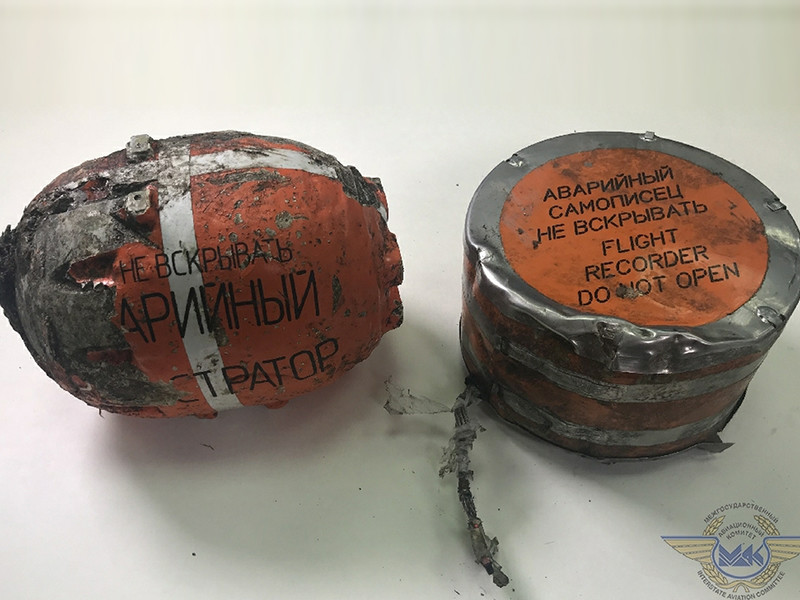 НЕ ВСКРЫВАТЬ
АРИЙНЫЙ
СТРАТОР
АВАРИЙНЫЙ
САМОПИСЕЦ
НЕ ВСКРЫВАТЬ
FLIGHT
RECORDER
DO NOT OPEN
МЕЖГОСУДАРСТВЕННЫЙ
АВИАЦИОННЫЙ
КОМИТЕТ
МАК
INTERSTATE AVIATION COMMITTEE